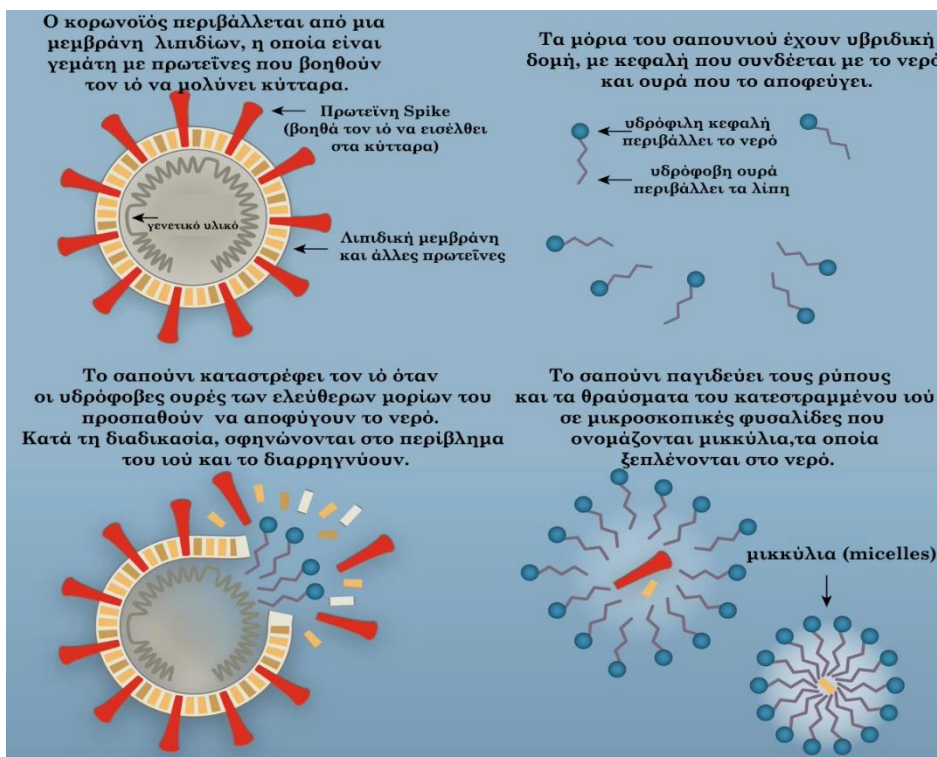 Ο κορωνοϊός περιβάλλεται από μια
μεμβράνη λιπιδίων, η οποία είναι
γεμάτη με πρωτεΐνες που βοηθούν
τον ιό να μολύνει κύτταρα.
Πρωτεΐνη Spike
(βοηθά τον ιό να εισέλθει
στα κύτταρα)
γενετικό υλικό
Λιπιδική μεμβράνη
και άλλες πρωτεΐνες
Τα μόρια του σαπουνιού έχουν υβριδική
δομή, με κεφαλή που συνδέεται με το νερό
και ουρά που το αποφεύγει.
υδρόφιλη κεφαλή
περιβάλλει το νερό
υδρόφοβη ουρά
περιβάλλει τα λίπη
Το σαπούνι καταστρέφει τον ιό όταν
οι υδρόφοβες ουρές των ελεύθερων μορίων του
προσπαθούν να αποφύγουν το νερό.
Κατά τη διαδικασία, σφηνώνονται στο περίβλημα
του ιού και το διαρρηγνύουν.
Το σαπούνι παγιδεύει τους ρύπους
και τα θραύσματα του κατεστραμμένου ιού
σε μικροσκοπικές φυσαλίδες που
ονομάζονται μικκύλια,τα οποία
ξεπλένονται στο νερό.
μικκύλια (micelles)